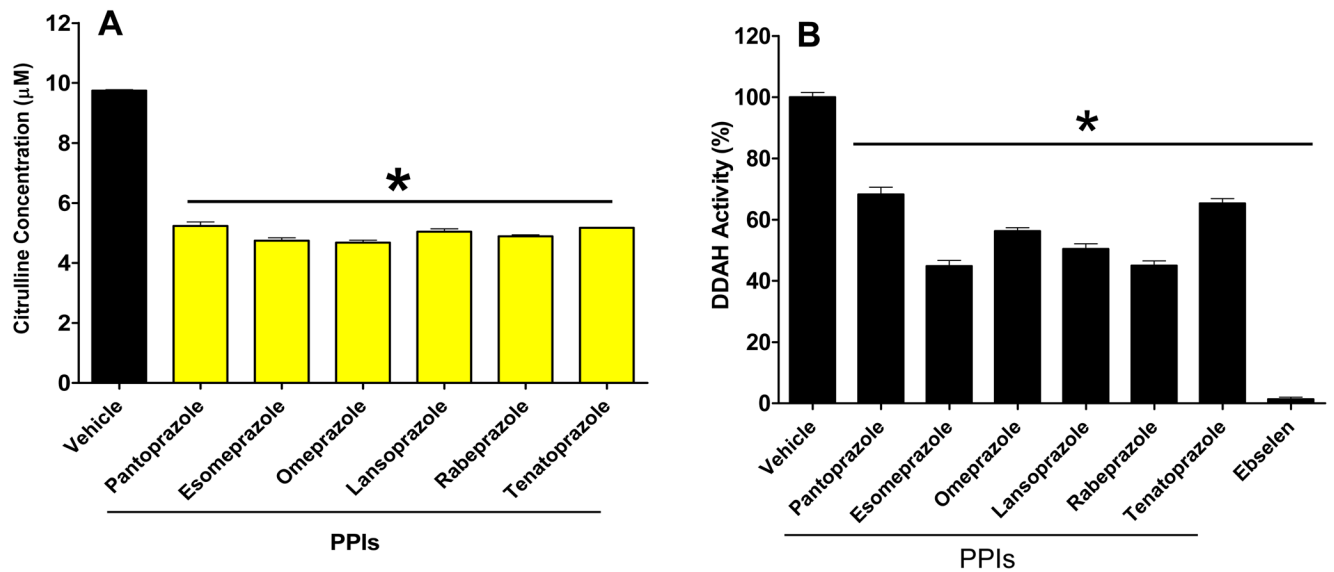 A
Citrulline Concentration (μM)
12
10
8
6
4
2
0
*
Vehicle
Pantoprazole
Esomeprazole
Omeprazole
Lansoprazole
Rabeprazole
Tenatoprazole
PPIs
B
DDAH Activity (%)
120
100
80
60
40
20
0
*
Vehicle
Pantoprazole
Esomeprazole
Omeprazole
Lansoprazole
Rabeprazole
Tenatoprazole
Ebselen
PPIs